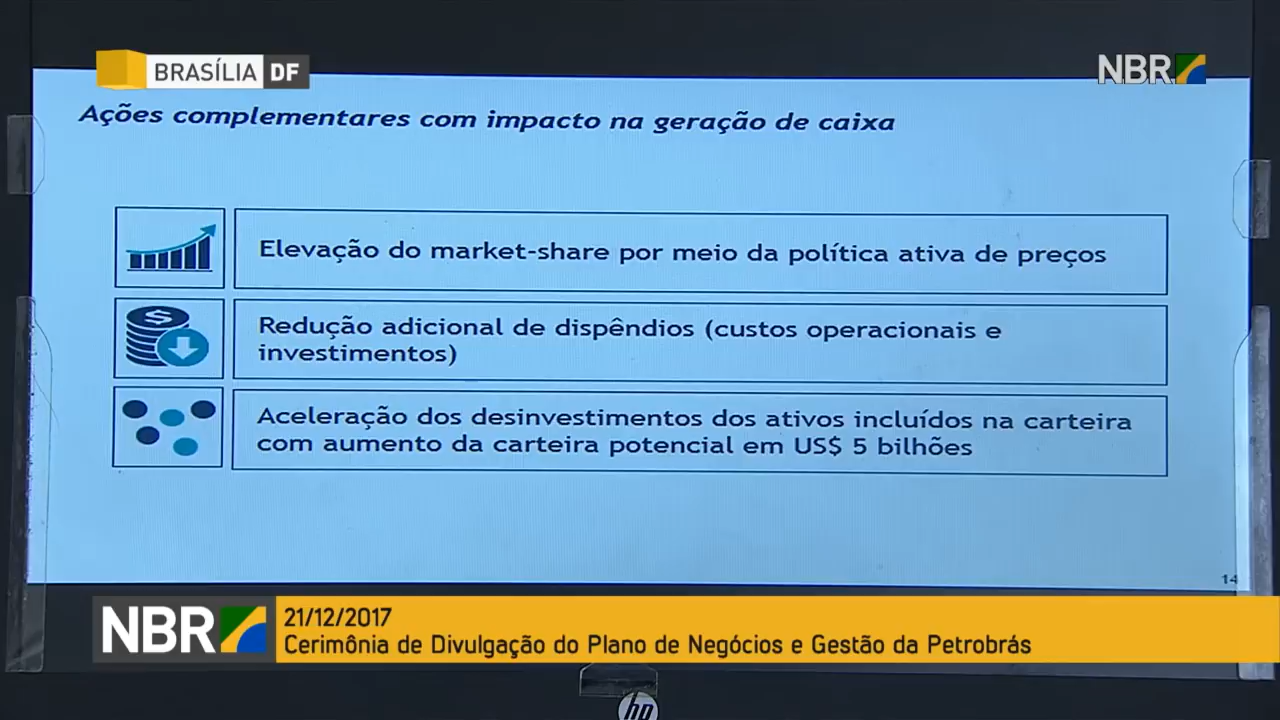 BRASÍLIA DF
NBR
Ações complementares com impacto na geração de caixa
Elevação do market-share por meio da política ativa de preços
$
Redução adicional de dispêndios (custos operacionais e
investimentos)
Aceleração dos desinvestimentos dos ativos incluídos na carteira
com aumento da carteira potencial em US$ 5 bilhões
14
NBR
21/12/2017
Cerimônia de Divulgação do Plano de Negócios e Gestão da Petrobrás
hp